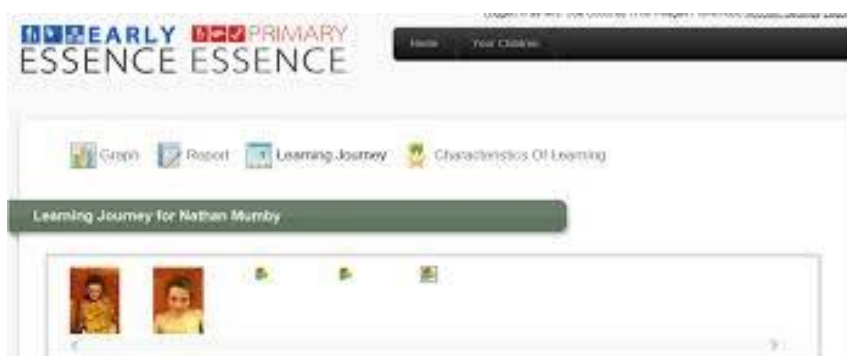 EARLY PRIMARY
ESSENCE ESSENCE
Home Your Children
Graph Report Learning Journey Characteristics Of Learning
Learning Journey for Nathan Mumby